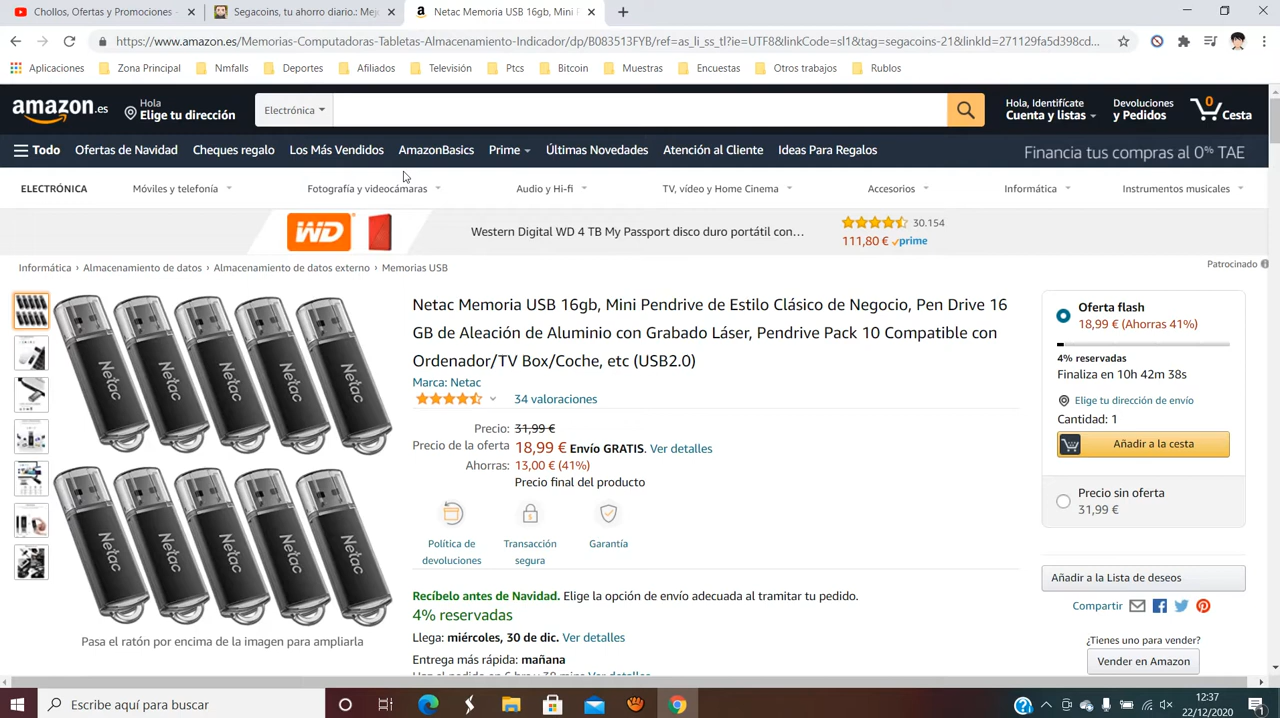 Chollos, Ofertas y Promociones -
Segacoins, tu ahorro diario.: Mejo
Netac Memoria USB 16gb, Mini P
https://www.amazon.es/Memorias-Computadoras-Tabletas-Almacenamiento-Indicador/dp/B083513FYB/ref=as_li_ss_tl?ie=UTF8&linkCode=sl1&tag=segacoins-21&linkId=271129fa5d398cd...
Aplicaciones Zona Principal Nmfalls Deportes Afiliados Televisión Ptcs Bitcoin Muestras Encuestas Otros trabajos Rublos
amazon.es
Hola
Elige tu dirección
Electrónica
Hola, Identifícate
Cuenta y listas
Devoluciones
y Pedidos
0
Cesta
Todo Ofertas de Navidad Cheques regalo Los Más Vendidos AmazonBasics Prime Últimas Novedades Atención al Cliente Ideas Para Regalos Financia tus compras al 0% TAE
ELECTRÓNICA Móviles y telefonía Fotografía y videocámaras Audio y Hi-fi TV, vídeo y Home Cinema Accesorios Informática Instrumentos musicales
WD
Western Digital WD 4 TB My Passport disco duro portátil con...
30.154
111,80 € prime
Informática › Almacenamiento de datos › Almacenamiento de datos externo › Memorias USB
Patrocinado
Netac Netac Netac Netac Netac
Netac Netac Netac Netac Netac
Pasa el ratón por encima de la imagen para ampliarla
Netac Memoria USB 16gb, Mini Pendrive de Estilo Clásico de Negocio, Pen Drive 16
GB de Aleación de Aluminio con Grabado Láser, Pendrive Pack 10 Compatible con
Ordenador/TV Box/Coche, etc (USB2.0)
Marca: Netac
34 valoraciones
Precio: 31,99 €
Precio de la oferta 18,99 € Envío GRATIS. Ver detalles
Ahorras: 13,00 € (41%)
Precio final del producto
Política de
devoluciones
Transacción
segura
Garantía
Recíbelo antes de Navidad. Elige la opción de envío adecuada al tramitar tu pedido.
4% reservadas
Llega: miércoles, 30 de dic. Ver detalles
Entrega más rápida: mañana
Oferta flash
18,99 € (Ahorras 41%)
4% reservadas
Finaliza en 10h 42m 38s
Elige tu dirección de envío
Cantidad: 1
Añadir a la cesta
Precio sin oferta
31,99 €
Añadir a la Lista de deseos
Compartir
¿Tienes uno para vender?
Vender en Amazon
Escribe aquí para buscar
12:37
22/12/2020